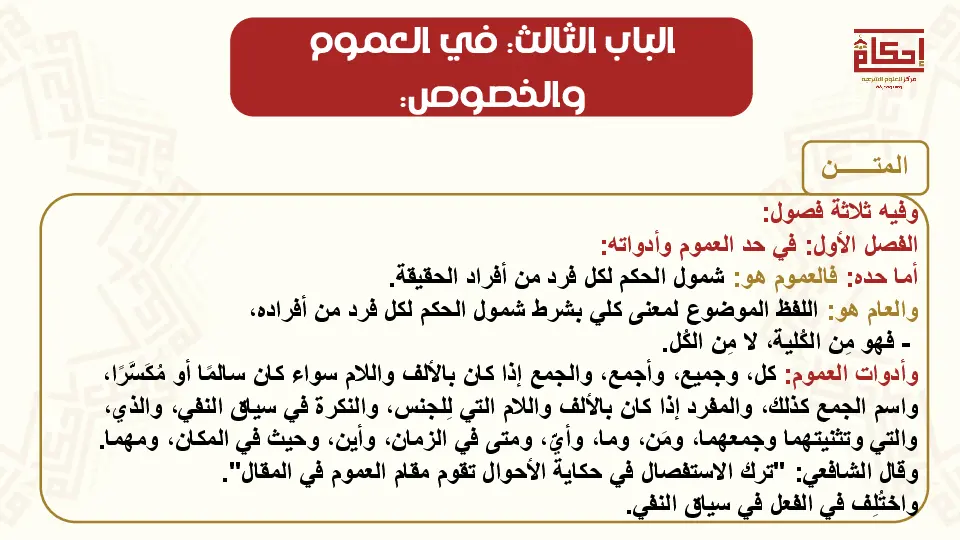 الباب الثالث: في العموم
والخصوص:
إحكام
مركز للعلوم الشرعية
المتـــــــن
وفيه ثلاثة فصول:
الفصل الأول: في حد العموم وأدواته:
أما حده: فالعموم هو: شمول الحكم لكل فرد من أفراد الحقيقة.
والعام هو: اللفظ الموضوع لمعنى كلي بشرط شمول الحكم لكل فرد من أفراده،
- فهو مِن الكُلية، لا مِن الكُل.
وأدوات العموم: كل، وجميع، وأجمع، والجمع إذا كان بالألف واللام سواء كان سالمًا أو مُكَسَّرًا،
واسم الجمع كذلك، والمفرد إذا كان بالألف واللام التي لِلجنس، والنكرة في سياق النفي، والذي،
والتي وتثنيتهما وجمعهما، ومَن، وما، وأيّ، ومتى في الزمان، وأين، وحيث في المكان، ومهما.
وقال الشافعي: "ترك الاستفصال في حكاية الأحوال تقوم مقام العموم في المقال".
واختُلِف في الفعل في سياق النفي.